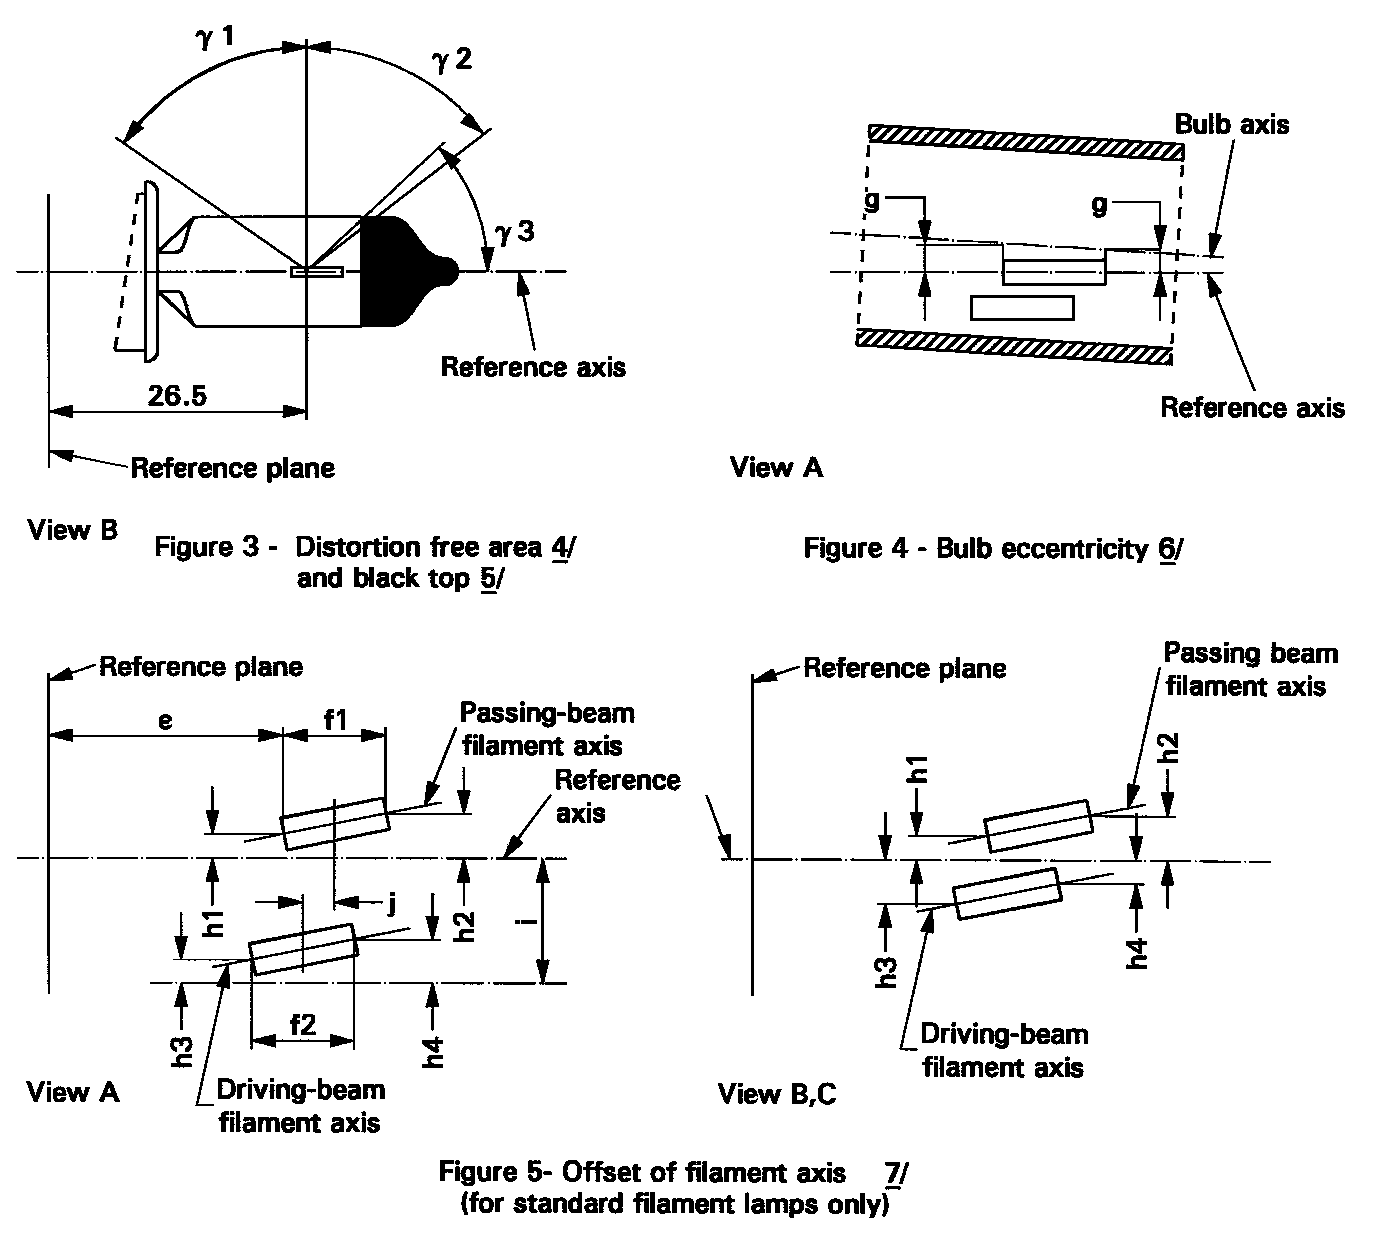 γ 1
γ 2
γ 3
Reference axis
26.5
Reference plane
View B
Figure 3 - Distortion free area 4/
and black top 5/
Bulb axis
g
g
Reference axis
View A
Figure 4 - Bulb eccentricity 6/
Reference plane
e
f1
Passing-beam
filament axis
Reference
axis
h1
h2
j
i
h3
f2
h4
View A
Driving-beam
filament axis
Reference plane
Passing beam
filament axis
h1
h2
h3
h4
Driving-beam
filament axis
View B,C
Figure 5- Offset of filament axis 7/
(for standard filament lamps only)